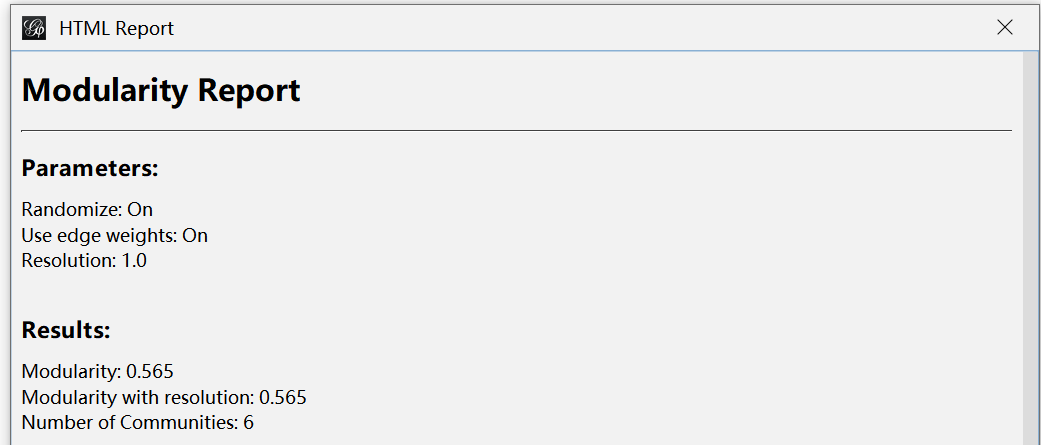 HTML Report
Modularity Report
Parameters:
Randomize: On
Use edge weights: On
Resolution: 1.0
Results:
Modularity: 0.565
Modularity with resolution: 0.565
Number of Communities: 6